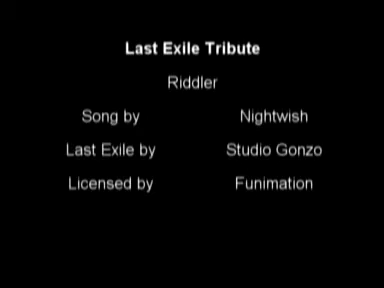 Last Exile Tribute
Riddler
Song by Nightwish
Last Exile by Studio Gonzo
Licensed by Funimation